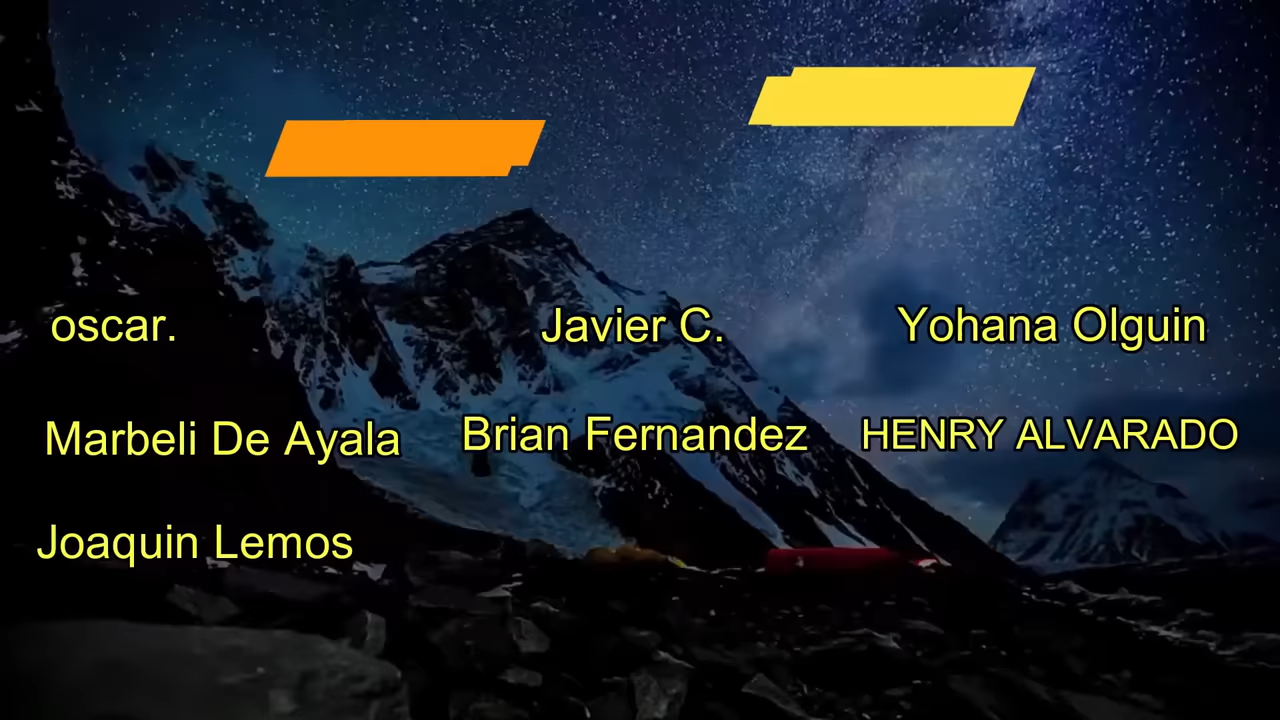 oscar.
Javier C.
Yohana Olguin
Marbeli De Ayala
Brian Fernandez
HENRY ALVARADO
Joaquin Lemos